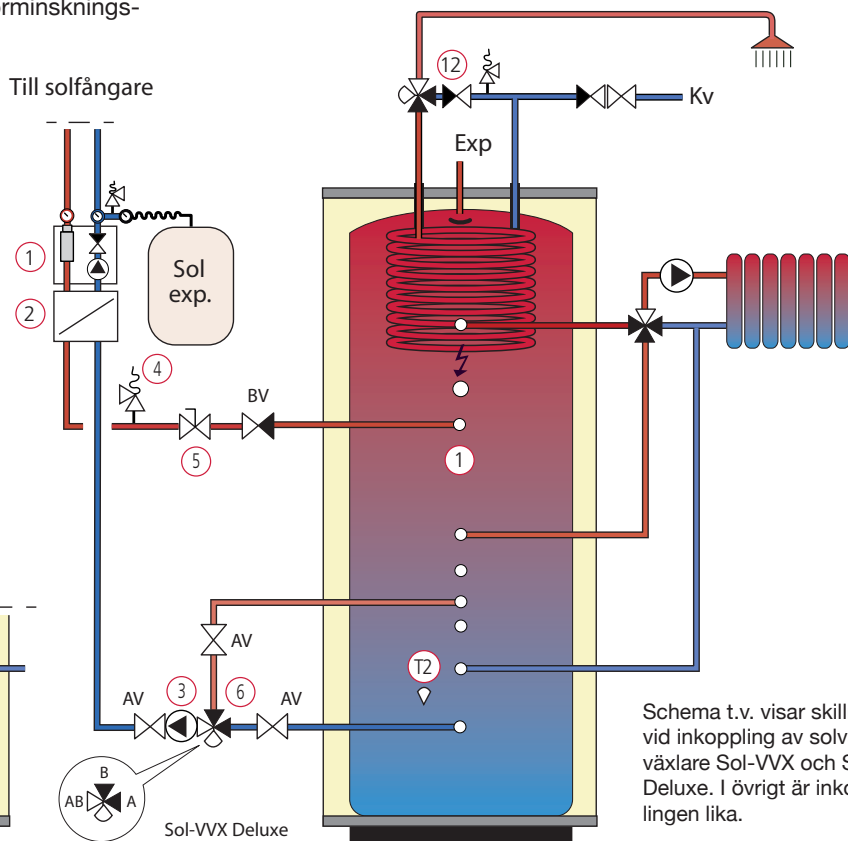 örminsknings-
Till solfångare
12
Kv
Exp
1
Sol
exp.
2
4
BV
5
1
AV
T2
AV
3
6
AV
B
AB
A
Sol-VVX Deluxe
Schema t.v. visar skill
vid inkoppling av solv
växlare Sol-VVX och S
Deluxe. I övrigt är inko
lingen lika.